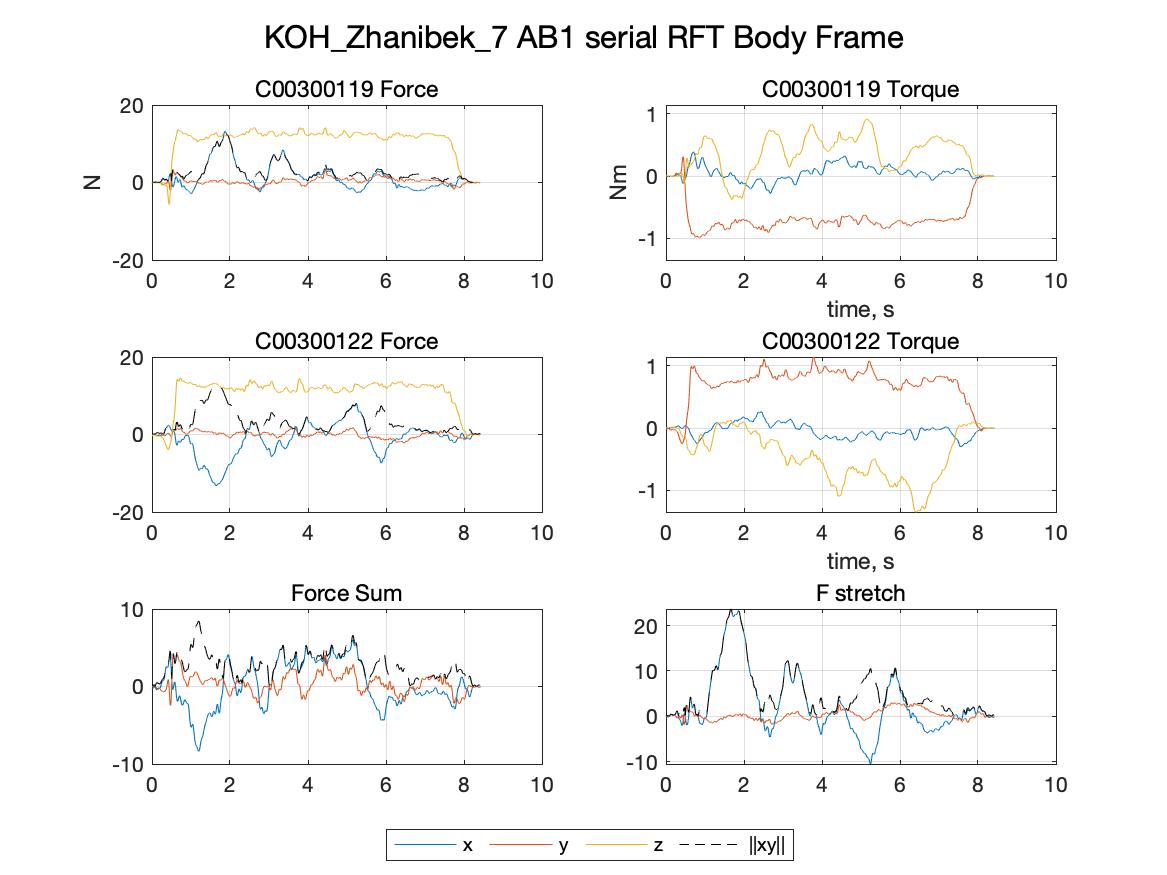 KOH_Zhanibek_7 AB1 serial RFT Body Frame
C00300119 Force
20
0
-20
N
0 2 4 6 8 10
C00300119 Torque
1
0
-1
Nm
0 2 4 6 8 10
time, s
C00300122 Force
20
0
-20
0 2 4 6 8 10
C00300122 Torque
1
0
-1
0 2 4 6 8 10
time, s
Force Sum
10
0
-10
0 2 4 6 8 10
F stretch
20
10
0
-10
0 2 4 6 8 10
x y z ||xy||